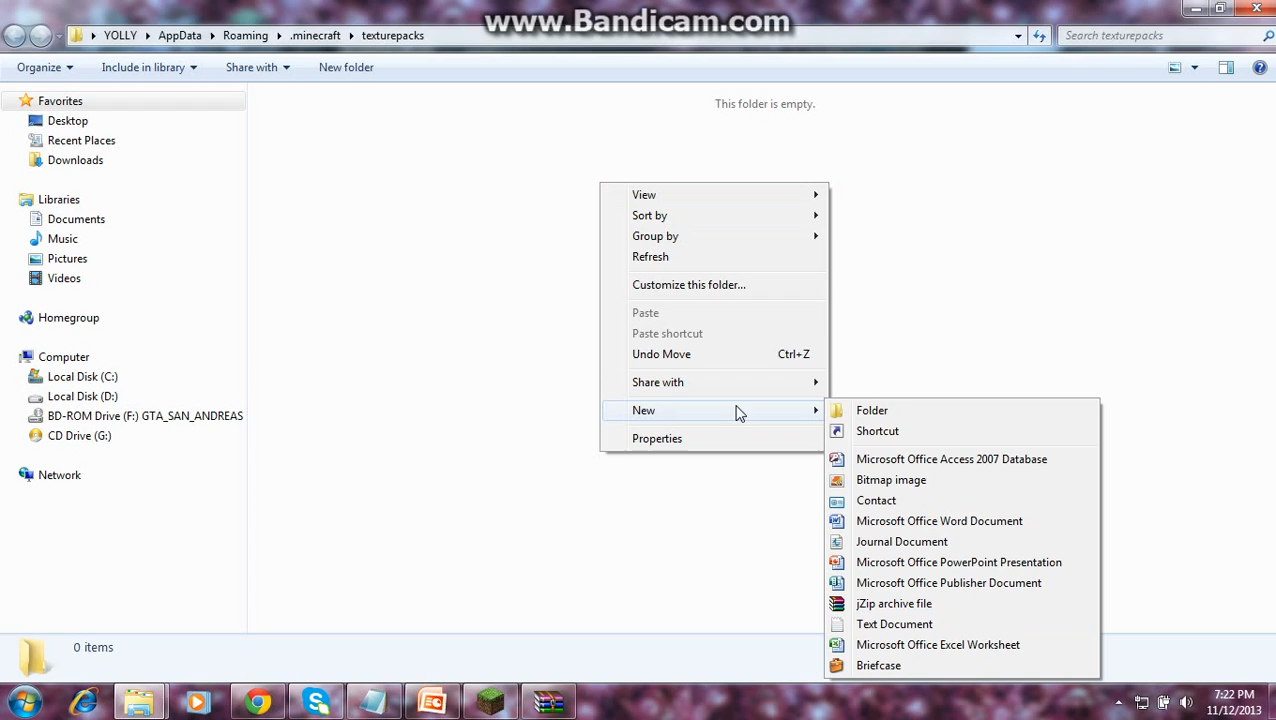 www.Bandicam.com
YOLLY AppData Roaming .minecraft texturepacks
Search texturepacks
Organize Include in library Share with New folder
This folder is empty.
Favorites
Desktop
Recent Places
Downloads
Libraries
Documents
Music
Pictures
Videos
Homegroup
Computer
Local Disk (C:)
Local Disk (D:)
BD-ROM Drive (F:) GTA_SAN_ANDREAS
CD Drive (G:)
Network
View
Sort by
Group by
Refresh
Customize this folder...
Paste
Paste shortcut
Undo Move Ctrl+Z
Share with
New
Properties
Folder
Shortcut
Microsoft Office Access 2007 Database
Bitmap image
Contact
Microsoft Office Word Document
Journal Document
Microsoft Office PowerPoint Presentation
Microsoft Office Publisher Document
jZip archive file
Text Document
Microsoft Office Excel Worksheet
Briefcase
0 items
7:22 PM
11/12/2013